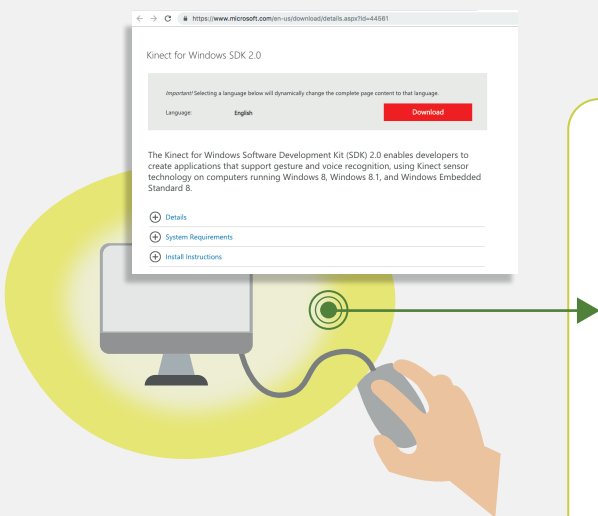 https://www.microsoft.com/en-us/download/details.aspx?id=44561
Kinect for Windows SDK 2.0
Important! Selecting a language below will dynamically change the complete page content to that language.
Language: English Download
The Kinect for Windows Software Development Kit (SDK) 2.0 enables developers to
create applications that support gesture and voice recognition, using Kinect sensor
technology on computers running Windows 8, Windows 8.1, and Windows Embedded
Standard 8.
Details
System Requirements
Install Instructions